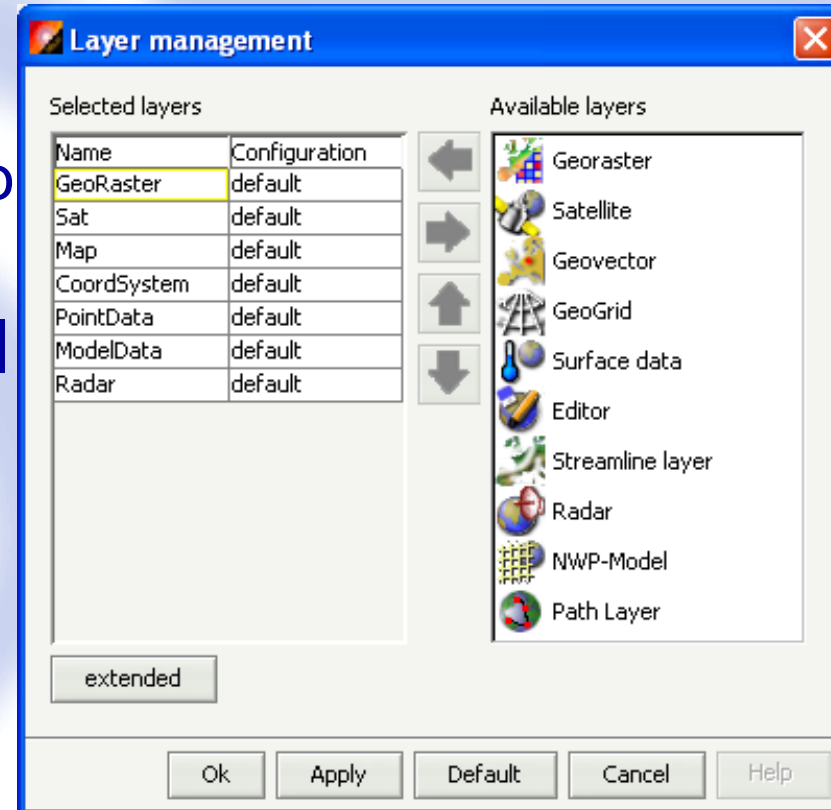 Layer management
Selected layers
Name Configuration
GeoRaster default
Sat default
Map default
CoordSystem default
PointData default
ModelData default
Radar default
extended
Available layers
Georaster
Satellite
Geovector
GeoGrid
Surface data
Editor
Streamline layer
Radar
NWP-Model
Path Layer
Ok Apply Default Cancel Help